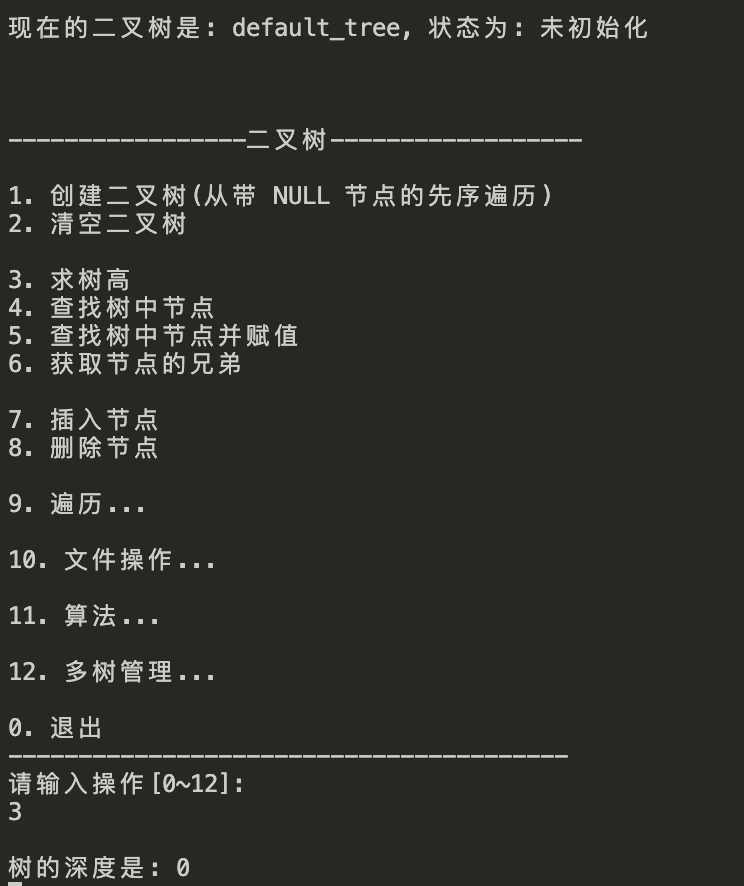 现在的二叉树是: default_tree, 状态为: 未初始化
-----------------二叉树------------------
1. 创建二叉树(从带 NULL 节点的先序遍历)
2. 清空二叉树
3. 求树高
4. 查找树中节点
5. 查找树中节点并赋值
6. 获取节点的兄弟
7. 插入节点
8. 删除节点
9. 遍历...
10. 文件操作...
11. 算法...
12. 多树管理...
0. 退出
----------------------------------------
请输入操作[0~12]:
3
树的深度是: 0